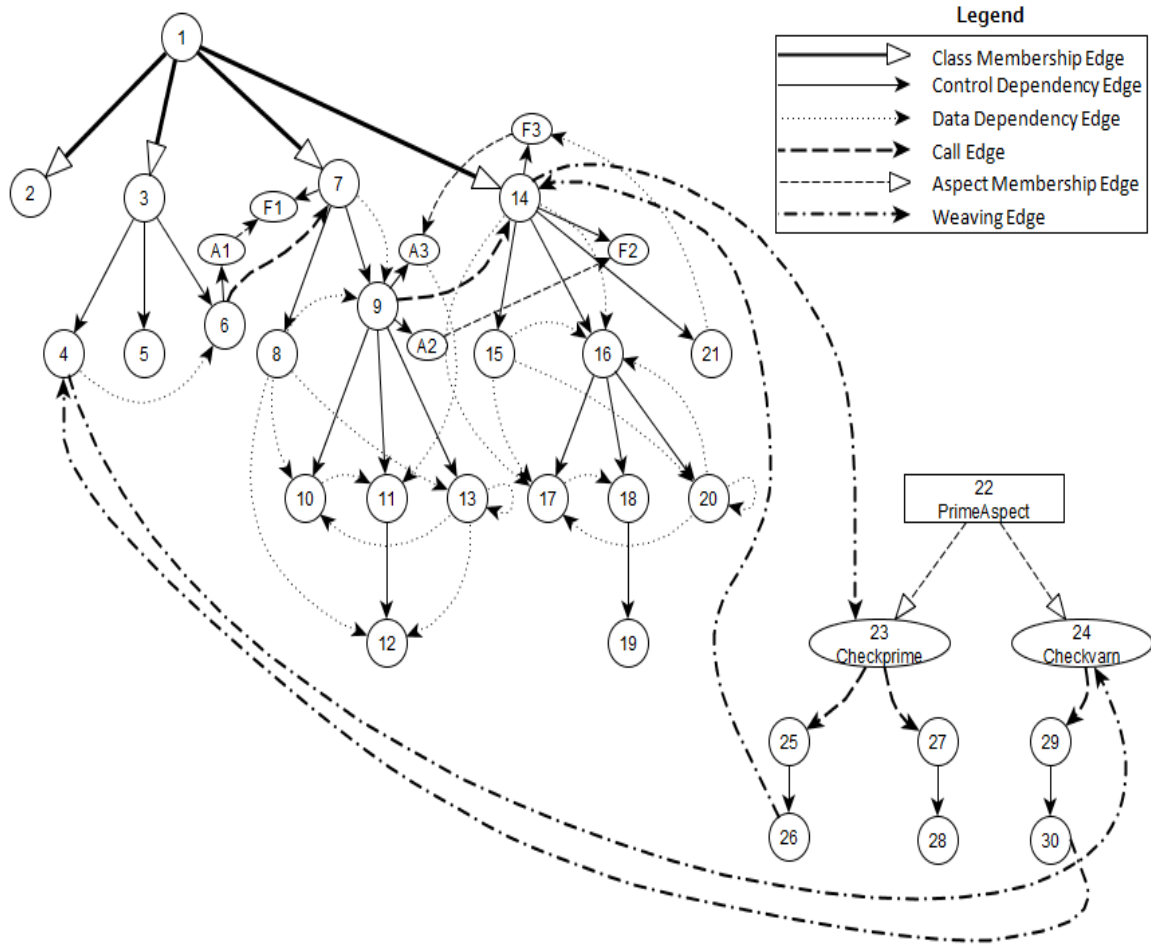 Legend
Class Membership Edge
Control Dependency Edge
Data Dependency Edge
Call Edge
Aspect Membership Edge
Weaving Edge
1
F3
2
3
7
14
F1
A1
A3
F2
6
9
4
5
8
A2
15
16
21
10
11
13
17
18
20
22
PrimeAspect
12
19
23
Checkprime
24
Checkvarn
25
27
29
26
28
30